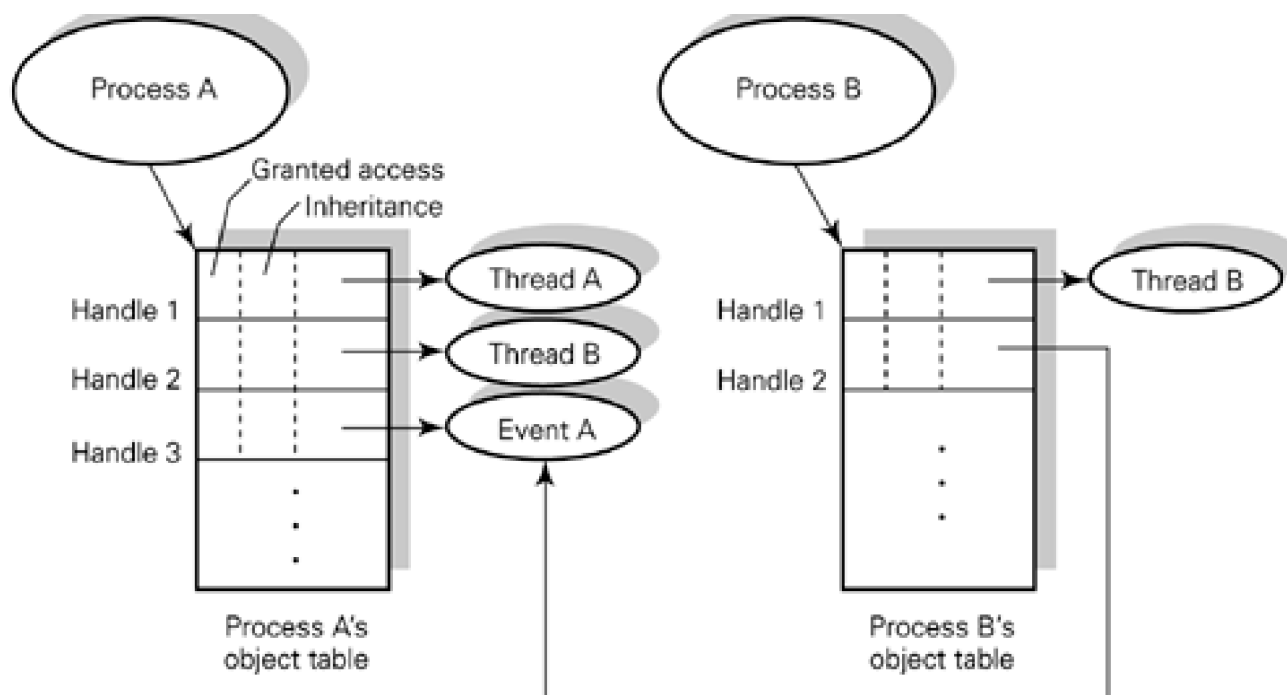 Process A
Granted access
Inheritance
Thread A
Handle 1
Thread B
Handle 2
Event A
Handle 3
Process A's
object table
Process B
Thread B
Handle 1
Handle 2
Process B's
object table